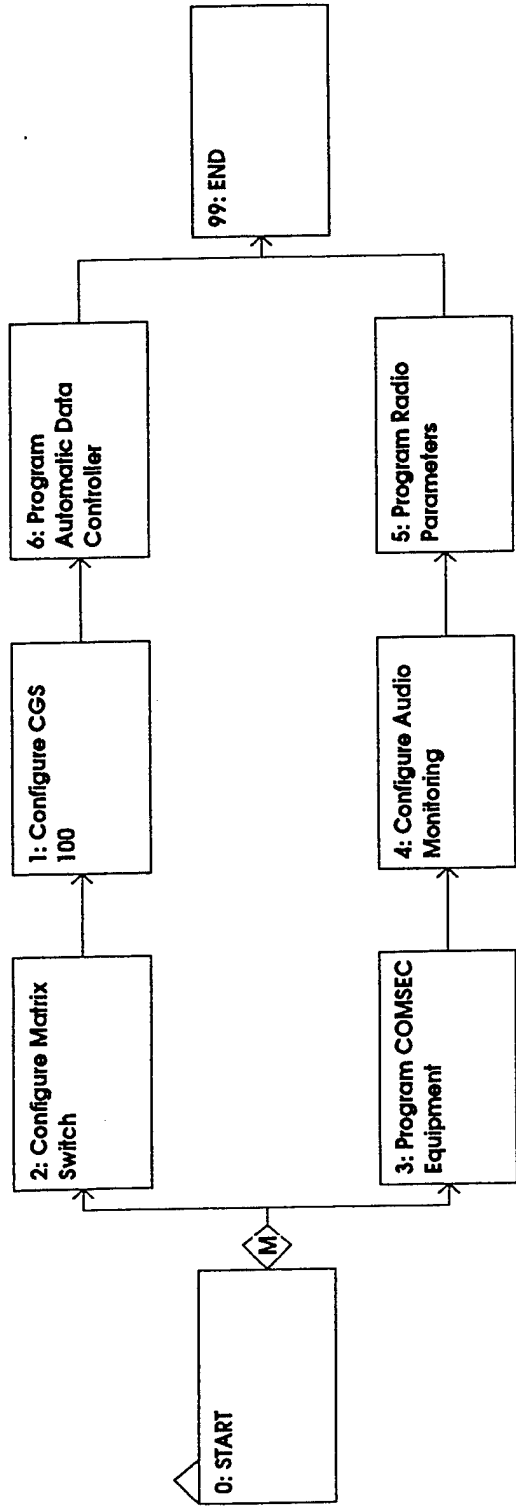 0: START
M
2: Configure Matrix
Switch
1: Configure CGS
100
6: Program
Automatic Data
Controller
3: Program COMSEC
Equipment
4: Configure Audio
Monitoring
5: Program Radio
Parameters
99: END